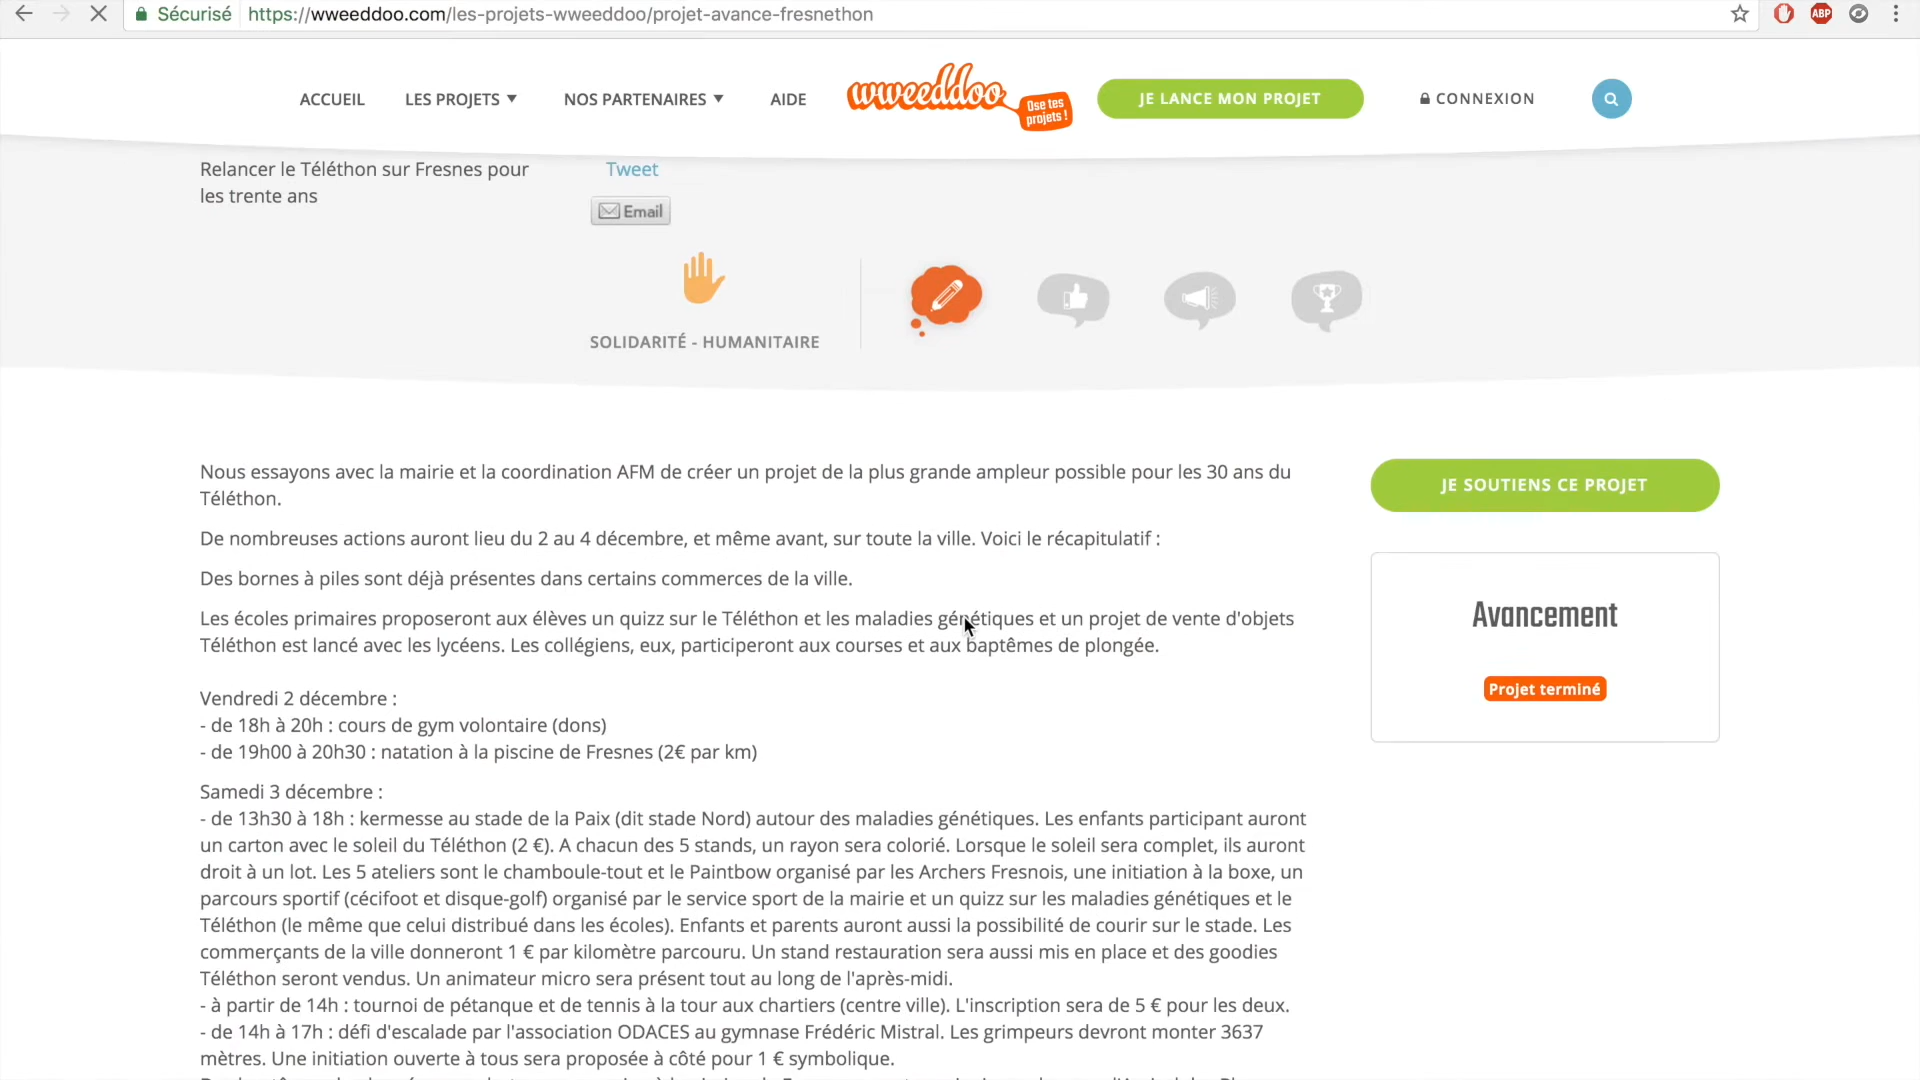 Sécurisé https://wweeddoo.com/les-projets-wweeddoo/projet-avance-fresnethon
ABP
ACCUEIL LES PROJETS NOS PARTENAIRES AIDE wweeddoo Ose tes projets ! JE LANCE MON PROJET CONNEXION
Relancer le Téléthon sur Fresnes pour
les trente ans
Tweet
Email
SOLIDARITÉ - HUMANITAIRE
Nous essayons avec la mairie et la coordination AFM de créer un projet de la plus grande ampleur possible pour les 30 ans du
Téléthon.
De nombreuses actions auront lieu du 2 au 4 décembre, et même avant, sur toute la ville. Voici le récapitulatif :
Des bornes à piles sont déjà présentes dans certains commerces de la ville.
Les écoles primaires proposeront aux élèves un quizz sur le Téléthon et les maladies génétiques et un projet de vente d'objets
Téléthon est lancé avec les lycéens. Les collégiens, eux, participeront aux courses et aux baptêmes de plongée.
Vendredi 2 décembre :
- de 18h à 20h : cours de gym volontaire (dons)
- de 19h00 à 20h30 : natation à la piscine de Fresnes (2€ par km)
Samedi 3 décembre :
- de 13h30 à 18h : kermesse au stade de la Paix (dit stade Nord) autour des maladies génétiques. Les enfants participant auront
un carton avec le soleil du Téléthon (2 €). A chacun des 5 stands, un rayon sera colorié. Lorsque le soleil sera complet, ils auront
droit à un lot. Les 5 ateliers sont le chamboule-tout et le Paintbow organisé par les Archers Fresnois, une initiation à la boxe, un
parcours sportif (cécifoot et disque-golf) organisé par le service sport de la mairie et un quizz sur les maladies génétiques et le
Téléthon (le même que celui distribué dans les écoles). Enfants et parents auront aussi la possibilité de courir sur le stade. Les
commerçants de la ville donneront 1 € par kilomètre parcouru. Un stand restauration sera aussi mis en place et des goodies
Téléthon seront vendus. Un animateur micro sera présent tout au long de l'après-midi.
- à partir de 14h : tournoi de pétanque et de tennis à la tour aux chartiers (centre ville). L'inscription sera de 5 € pour les deux.
- de 14h à 17h : défi d'escalade par l'association ODACES au gymnase Frédéric Mistral. Les grimpeurs devront monter 3637
mètres. Une initiation ouverte à tous sera proposée à côté pour 1 € symbolique.
JE SOUTIENS CE PROJET
Avancement
Projet terminé